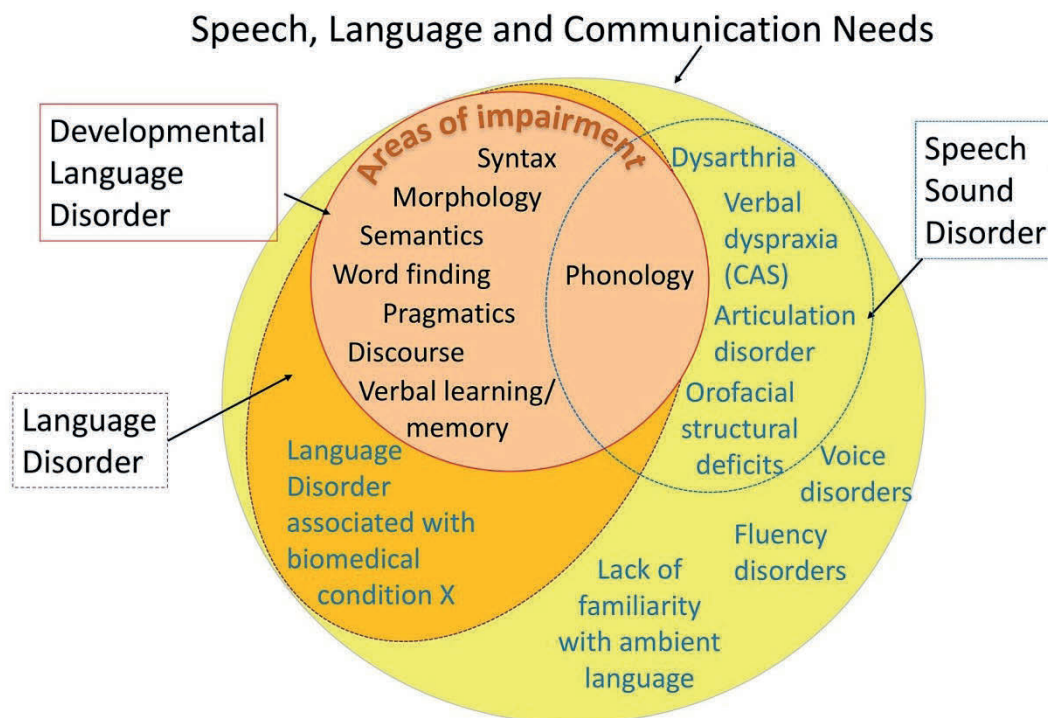 Speech, Language and Communication Needs
Developmental
Language
Disorder
Areas of impairment
Syntax
Morphology
Semantics
Word finding
Pragmatics
Discourse
Verbal learning/
memory
Phonology
Dysarthria
Verbal
dyspraxia
(CAS)
Articulation
disorder
Orofacial
structural
deficits
Speech
Sound
Disorder
Language
Disorder
Language
Disorder
associated with
biomedical
condition X
Voice
disorders
Fluency
disorders
Lack of
familiarity
with ambient
language